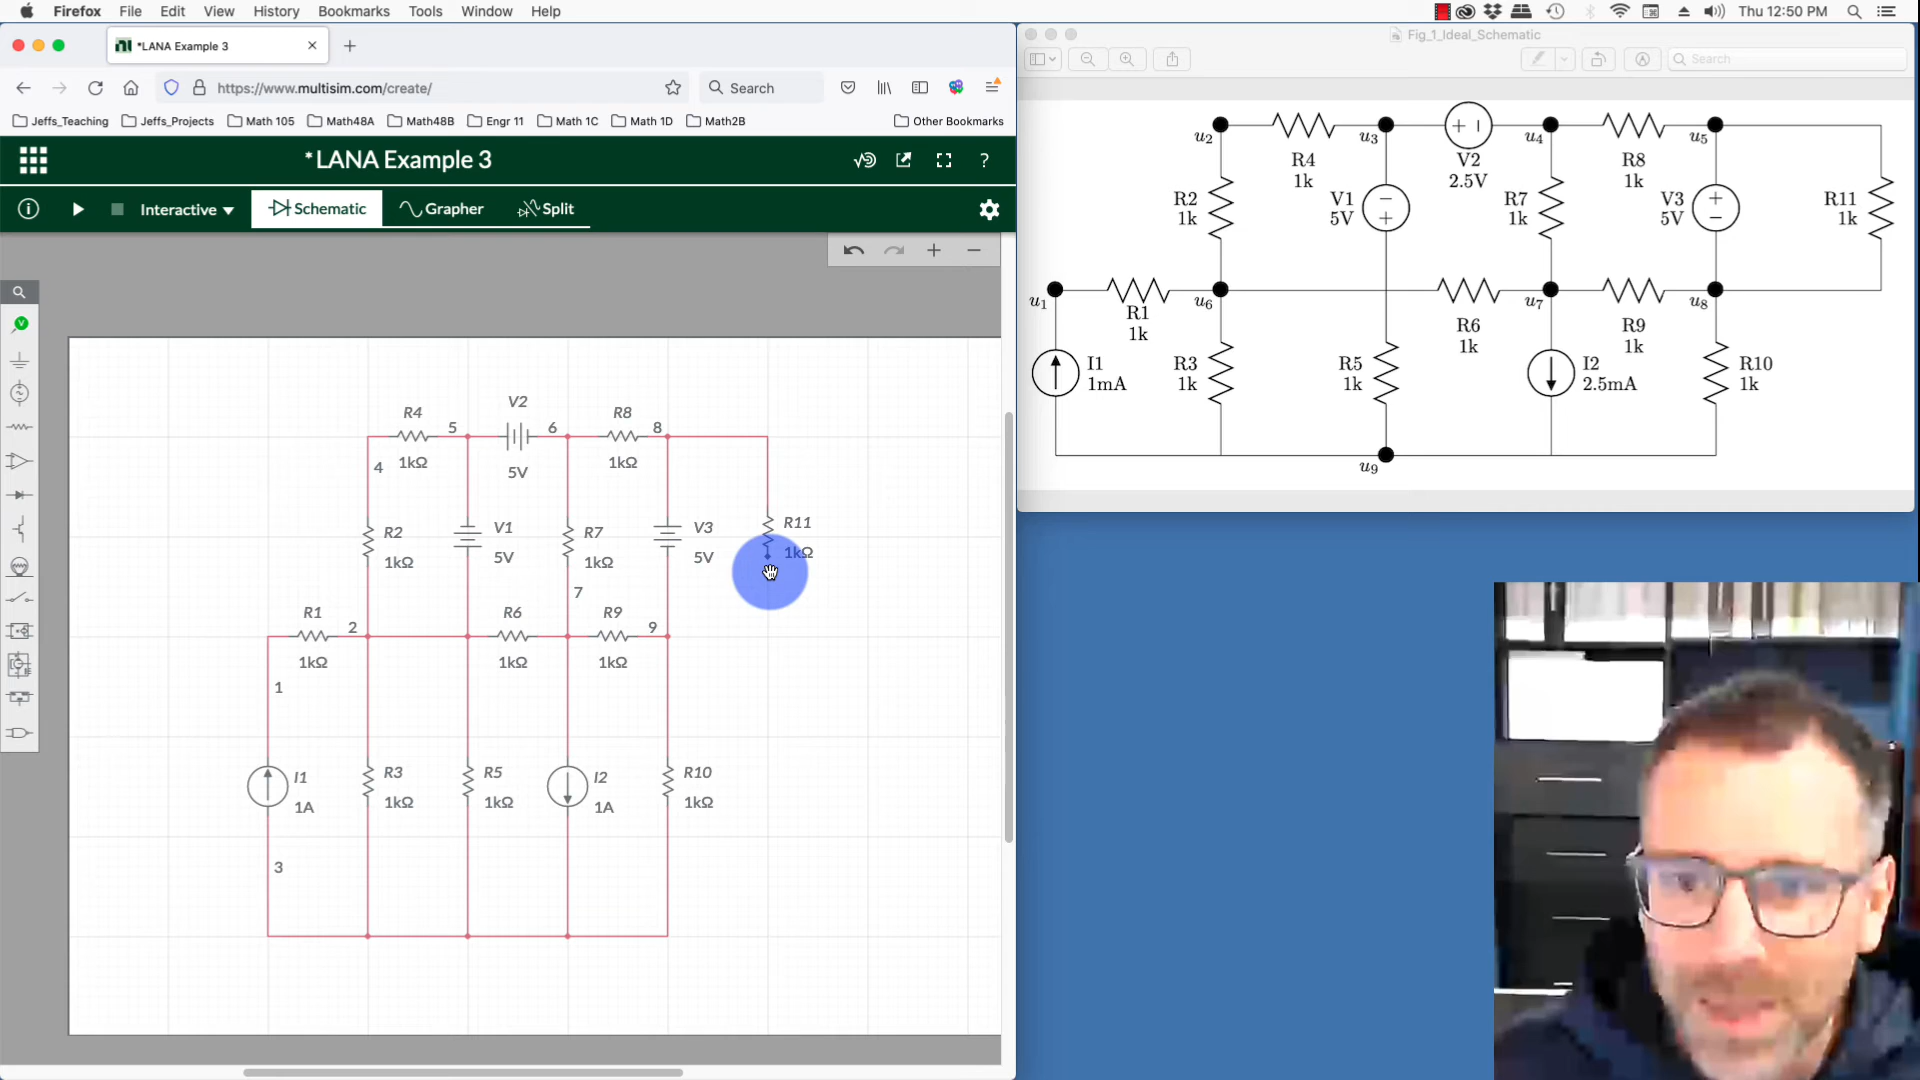 Firefox File Edit View History Bookmarks Tools Window Help
Thu 12:50 PM
*LANA Example 3
https://www.multisim.com/create/
Search
Jeffs_Teaching Jeffs_Projects Math 105 Math48A Math48B Engr 11 Math 1C Math 1D Math2B Other Bookmarks
*LANA Example 3
?
Interactive Schematic Grapher Split
V2
R4 5 6 R8 8
4 1kΩ 5V 1kΩ
R2 V1 R7 V3 R11
1kΩ 5V 1kΩ 5V 1kΩ
7
R1 2 R6 R9 9
1kΩ 1kΩ 1kΩ
1
I1 R3 R5 I2 R10
1A 1kΩ 1kΩ 1A 1kΩ
3
Fig_1_Ideal_Schematic
Search
u2 u3 + − u4 u5
R4 V2 R8
1k 2.5V 1k
R2 V1 − R7 V3 + R11
1k 5V + 1k 5V − 1k
u1 u6 u7 u8
R1 R6 R9
1k 1k 1k
I1 R3 R5 I2 R10
1mA 1k 1k 2.5mA 1k
u9